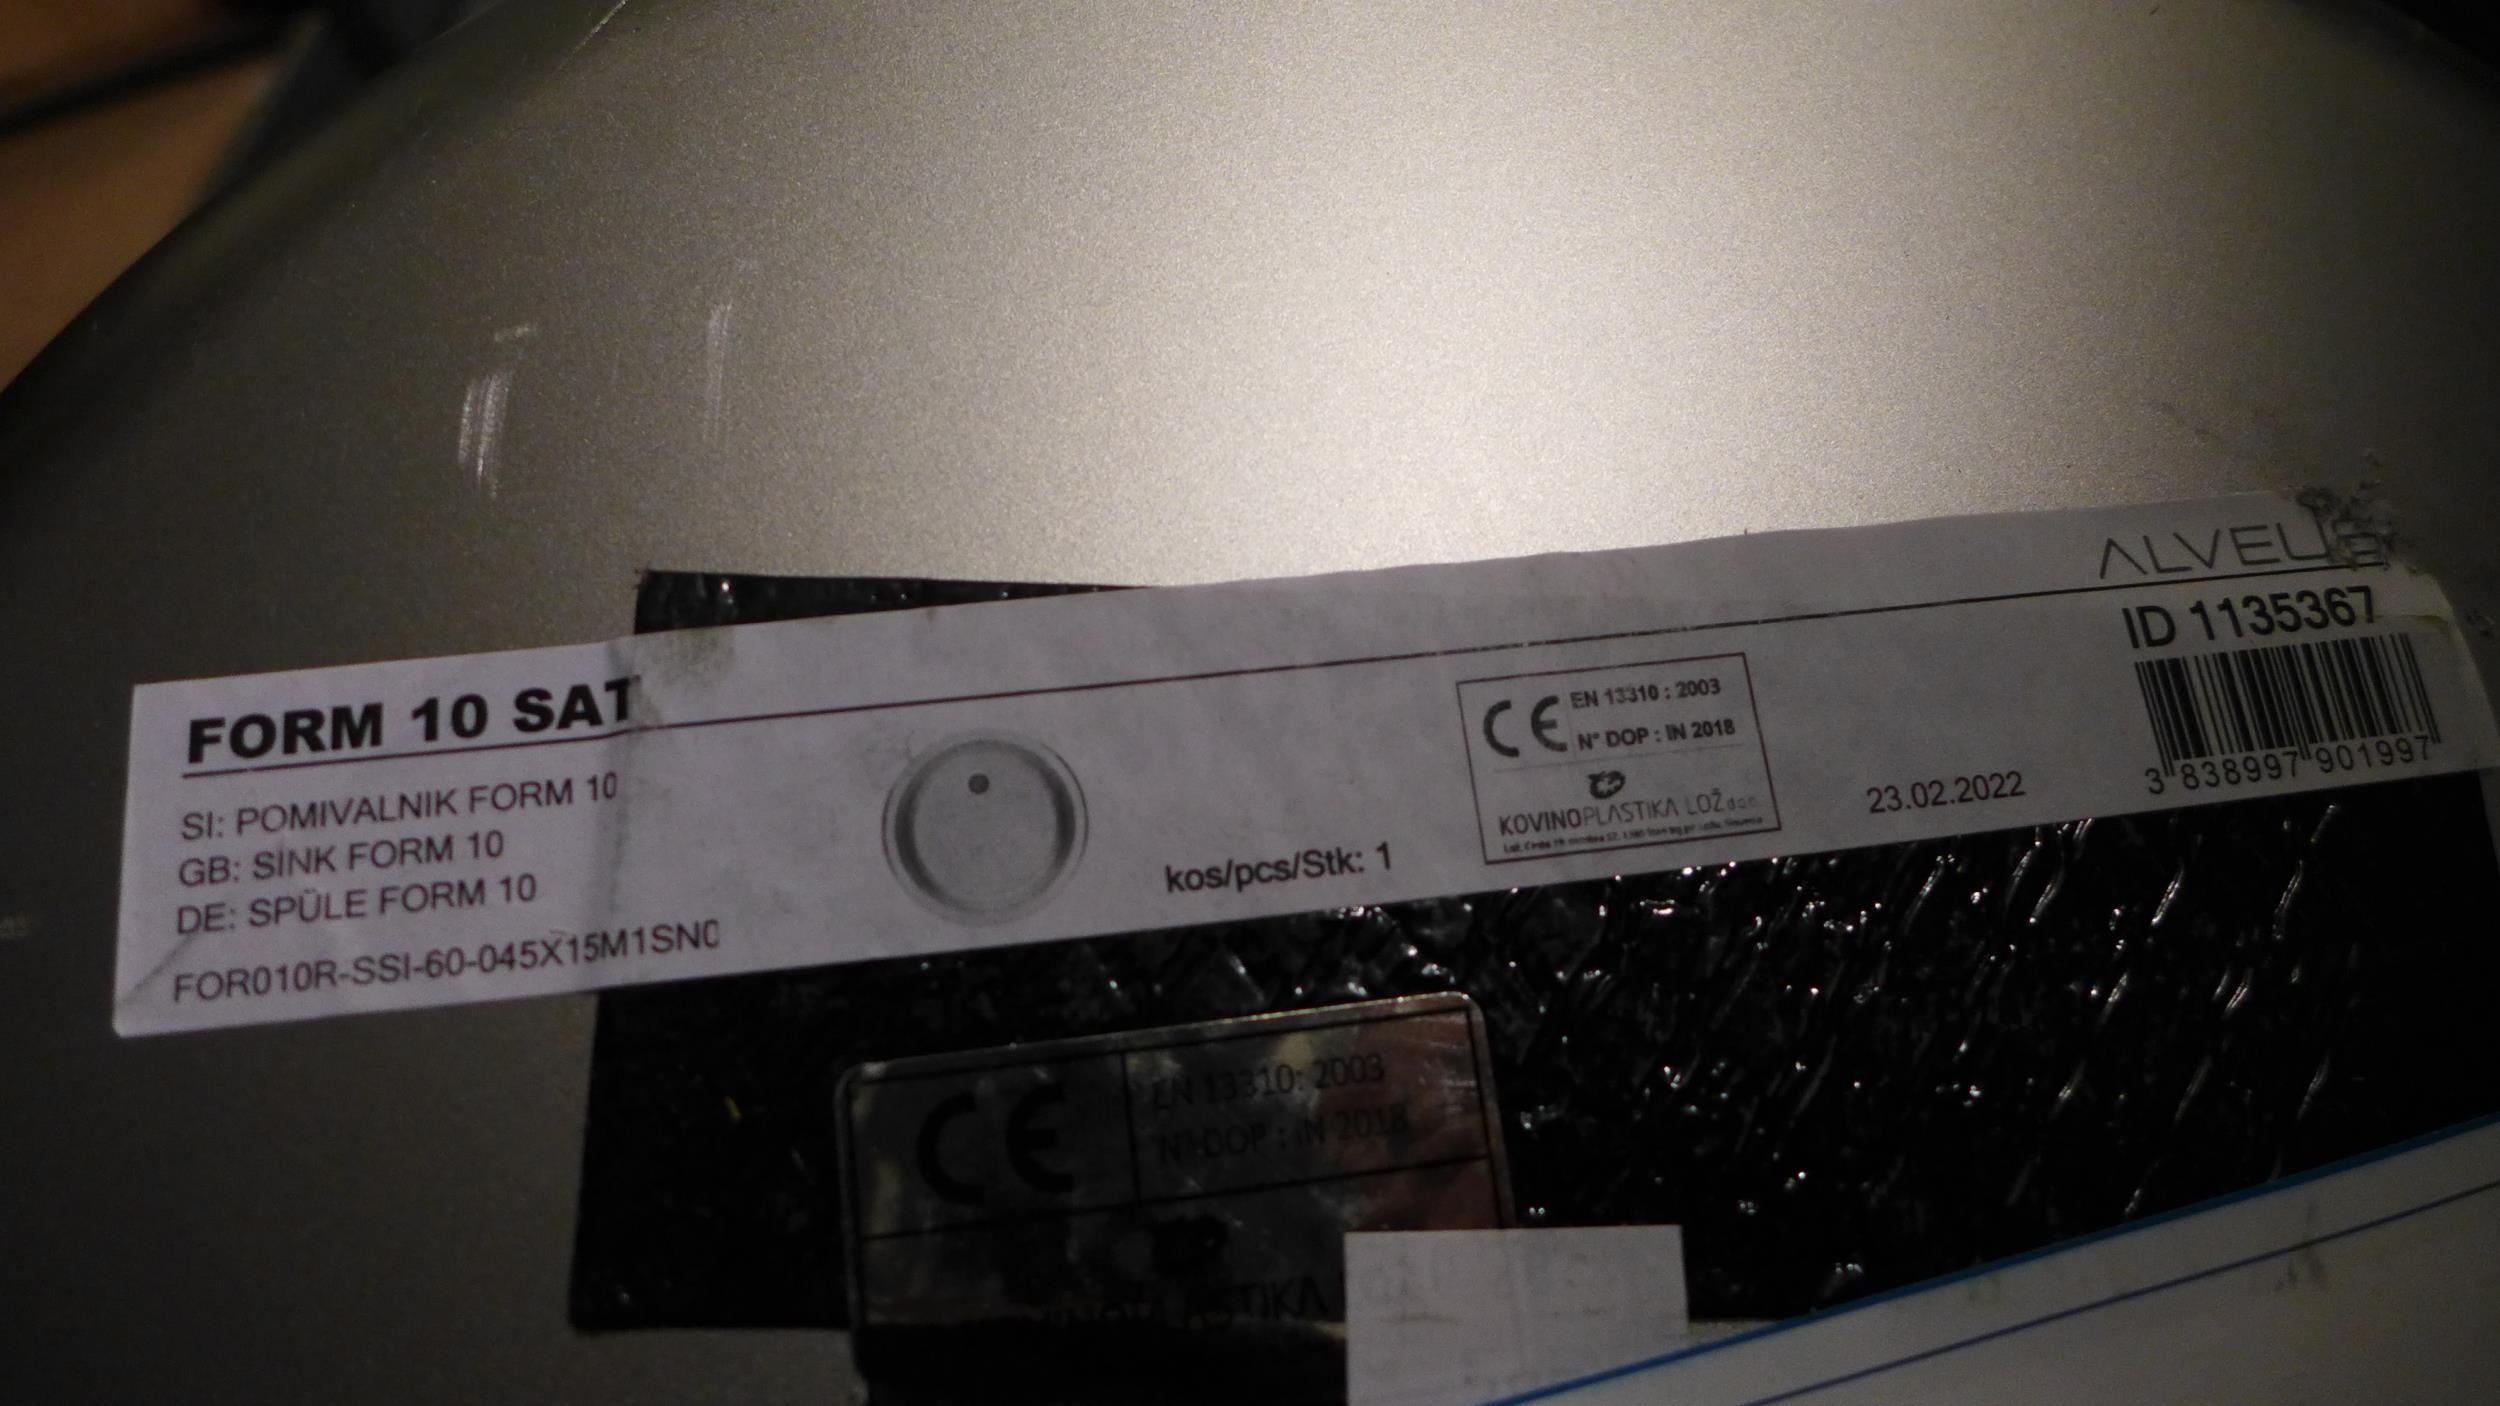 ALVEUS
FORM 10 SAT
ID 1135367
SI: POMIVALNIK FORM 10
GB: SINK FORM 10
DE: SPÜLE FORM 10
FOR010R-SSI-60-045X15M1SN0
kos/pcs/Stk: 1
CE EN 13310 : 2003
N° DOP : IN 2018
KOVINOPLASTIKA LOŽ d.o.o.
23.02.2022
3 838997 901997
CE EN 13310: 2003
N° DOP : IN 2018